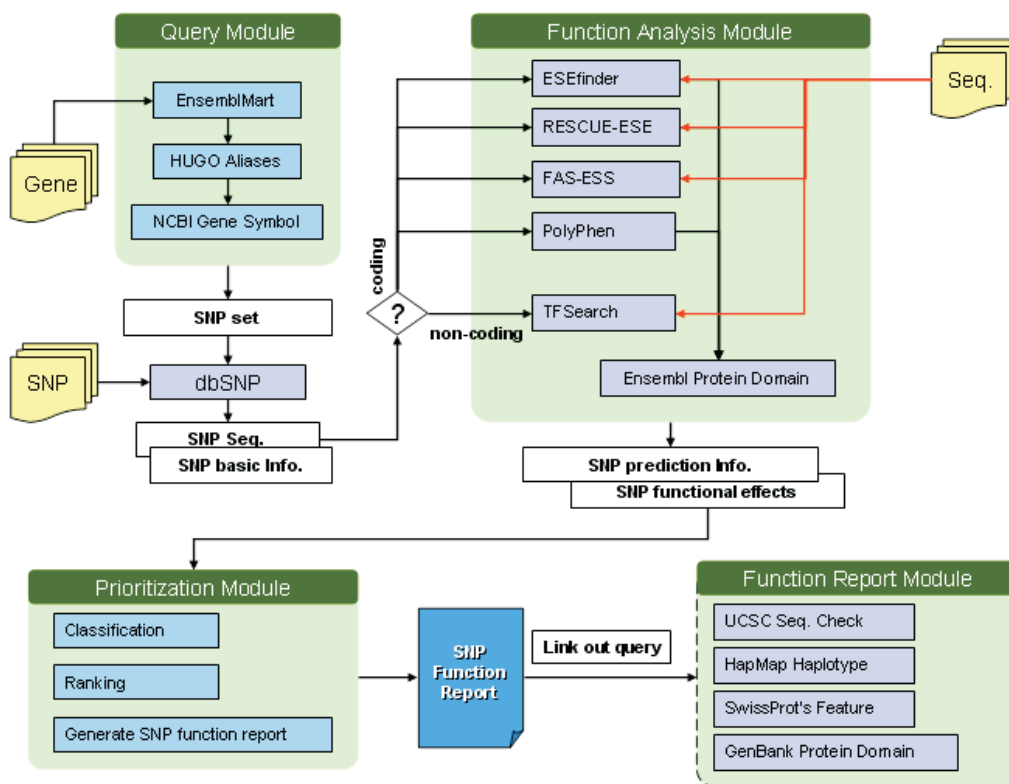 Query Module
EnsemblMart
HUGO Aliases
NCBI Gene Symbol
Gene
SNP set
SNP
dbSNP
SNP Seq.
SNP basic Info.
Function Analysis Module
ESEfinder
RESCUE-ESE
FAS-ESS
PolyPhen
TFSearch
Ensembl Protein Domain
Seq.
coding
?
non-coding
SNP prediction Info.
SNP functional effects
Prioritization Module
Classification
Ranking
Generate SNP function report
SNP
Function
Report
Link out query
Function Report Module
UCSC Seq. Check
HapMap Haplotype
SwissProt's Feature
GenBank Protein Domain